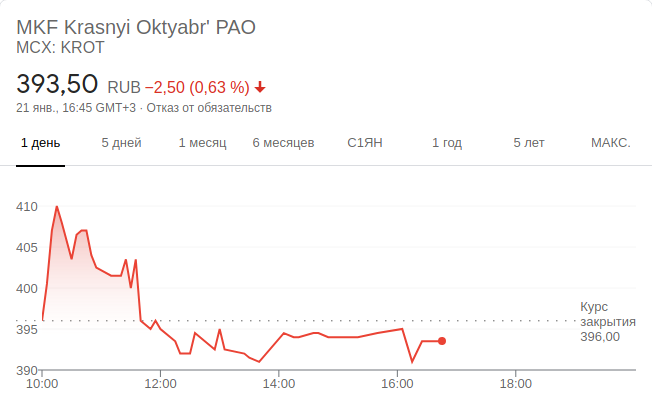 MKF Krasnyi Oktyabr' PAO
MCX: KROT
393,50 RUB −2,50 (0,63 %)
21 янв., 16:45 GMT+3 · Отказ от обязательств
1 день 5 дней 1 месяц 6 месяцев С1ЯН 1 год 5 лет МАКС.
410
405
400
395
390
Курс
закрытия
396,00
10:00 12:00 14:00 16:00 18:00